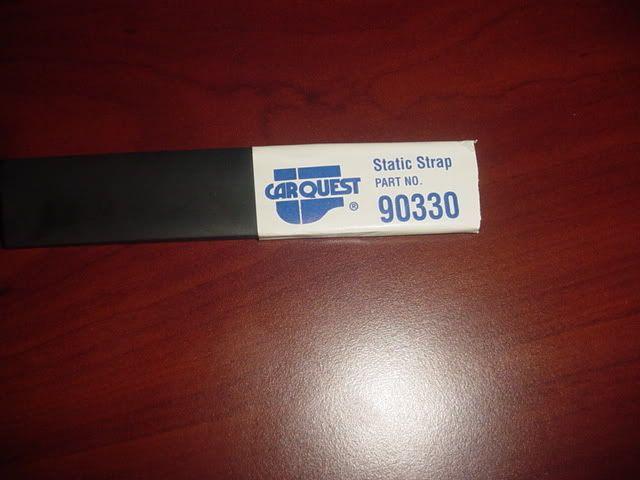 CARQUEST ®
Static Strap
PART NO.
90330